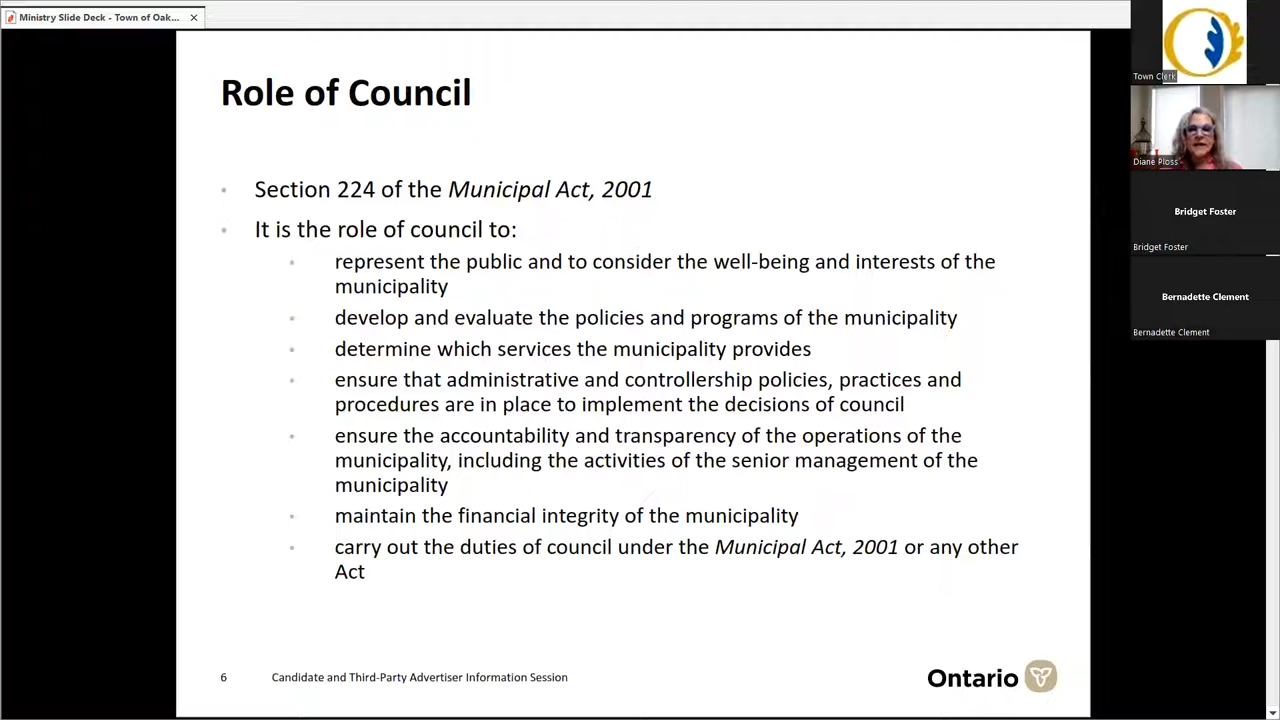 Ministry Slide Deck - Town of Oak...
Role of Council
Section 224 of the Municipal Act, 2001
It is the role of council to:
represent the public and to consider the well-being and interests of the
municipality
develop and evaluate the policies and programs of the municipality
determine which services the municipality provides
ensure that administrative and controllership policies, practices and
procedures are in place to implement the decisions of council
ensure the accountability and transparency of the operations of the
municipality, including the activities of the senior management of the
municipality
maintain the financial integrity of the municipality
carry out the duties of council under the Municipal Act, 2001 or any other
Act
6 Candidate and Third-Party Advertiser Information Session
Ontario
Town Clerk
Diane Ploss
Bridget Foster
Bridget Foster
Bernadette Clement
Bernadette Clement